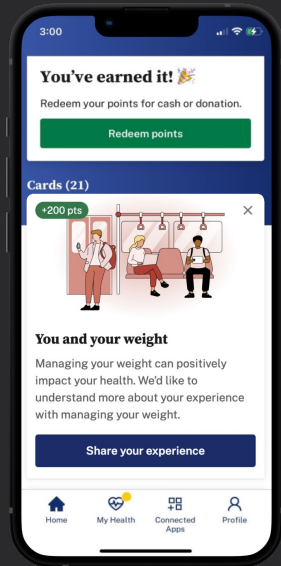 3:00
You've earned it! 🎉
Redeem your points for cash or donation.
Redeem points
Cards (21)
+200 pts
You and your weight
Managing your weight can positively
impact your health. We'd like to
understand more about your experience
with managing your weight.
Share your experience
Home
My Health
Connected
Apps
Profile